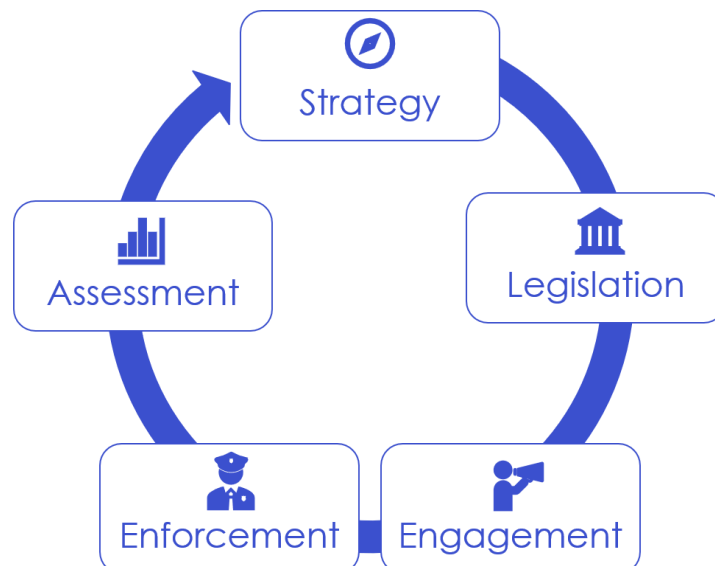 Strategy
Legislation
Engagement
Enforcement
Assessment